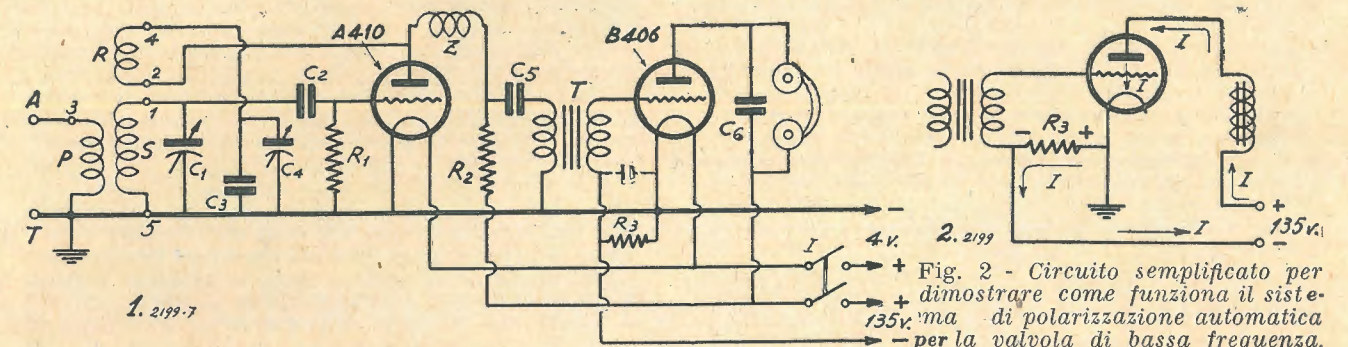 A410
B406
R
4
2
Z
C2
C5
T
C6
A
3
1
P
S
C1
C3
C4
R1
R2
R3
T
5
I
-
4 v.
+
+
135 v.
-
1. 2199-7
I
I
- R3 +
I
I
I
+
135 v.
-
2. 2199
Fig. 2 - Circuito semplificato per
dimostrare come funziona il siste-
ma di polarizzazione automatica
per la valvola di bassa frequenza.